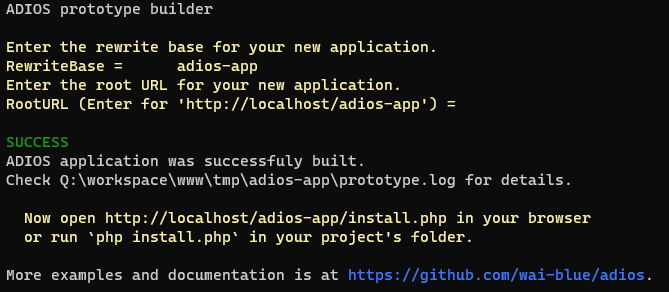 ADIOS prototype builder
Enter the rewrite base for your new application.
RewriteBase =      adios-app
Enter the root URL for your new application.
RootURL (Enter for 'http://localhost/adios-app') =
SUCCESS
ADIOS application was successfuly built.
Check Q:\workspace\www\tmp\adios-app\prototype.log for details.
Now open http://localhost/adios-app/install.php in your browser
or run `php install.php` in your project's folder.
More examples and documentation is at https://github.com/wai-blue/adios.